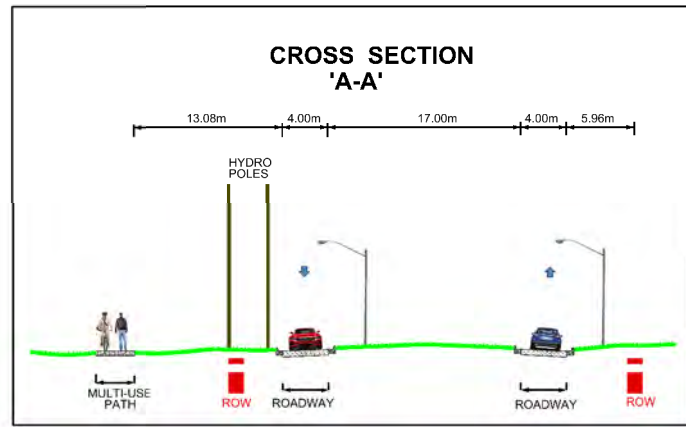 CROSS SECTION
'A-A'
13.08m
4.00m
17.00m
4.00m
5.96m
HYDRO
POLES
MULTI-USE
PATH
ROW
ROADWAY
ROADWAY
ROW